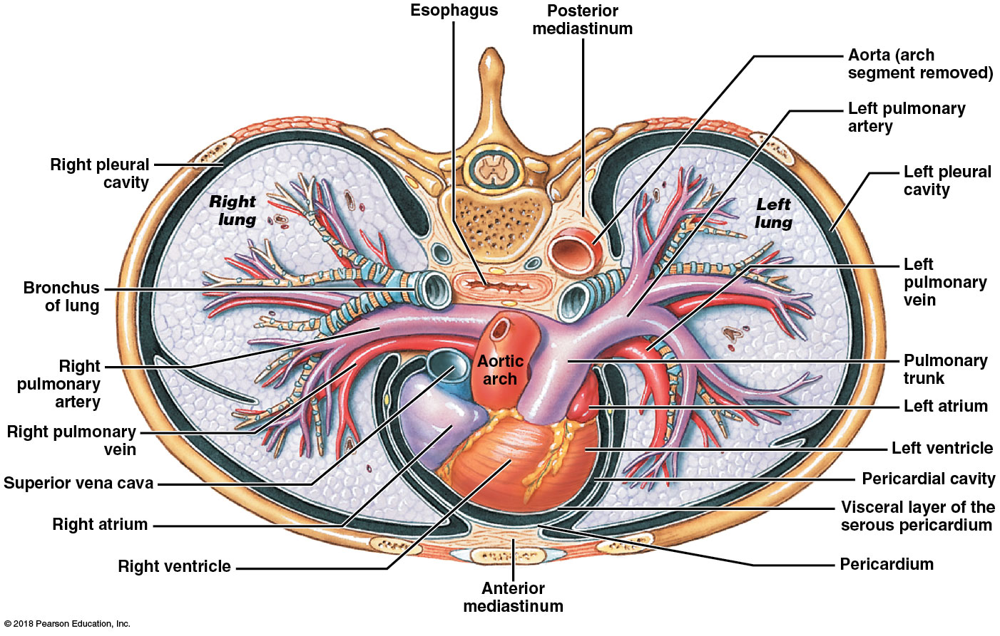 Esophagus
Posterior
mediastinum
Aorta (arch
segment removed)
Left pulmonary
artery
Right pleural
cavity
Left pleural
cavity
Right
lung
Left
lung
Bronchus
of lung
Left
pulmonary
vein
Aortic
arch
Right
pulmonary
artery
Pulmonary
trunk
Left atrium
Right pulmonary
vein
Left ventricle
Superior vena cava
Pericardial cavity
Visceral layer of the
serous pericardium
Right atrium
Right ventricle
Pericardium
Anterior
mediastinum
© 2018 Pearson Education, Inc.